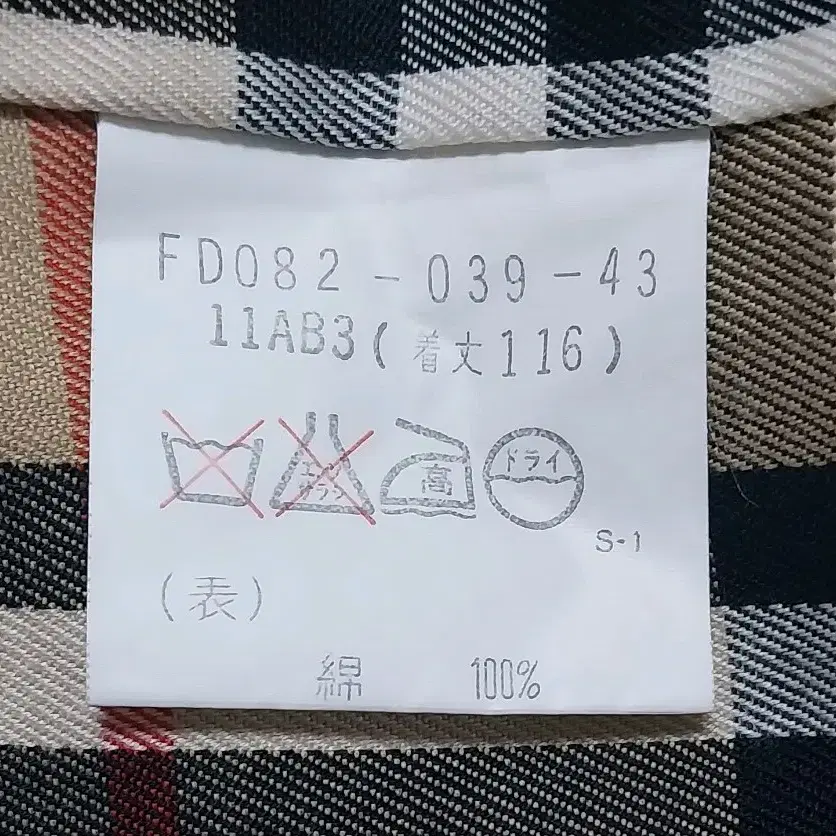 FD082-039-43
11AB3(着丈116)
エンソ
サラシ
高
ドライ
S-1
(表)
綿 100%